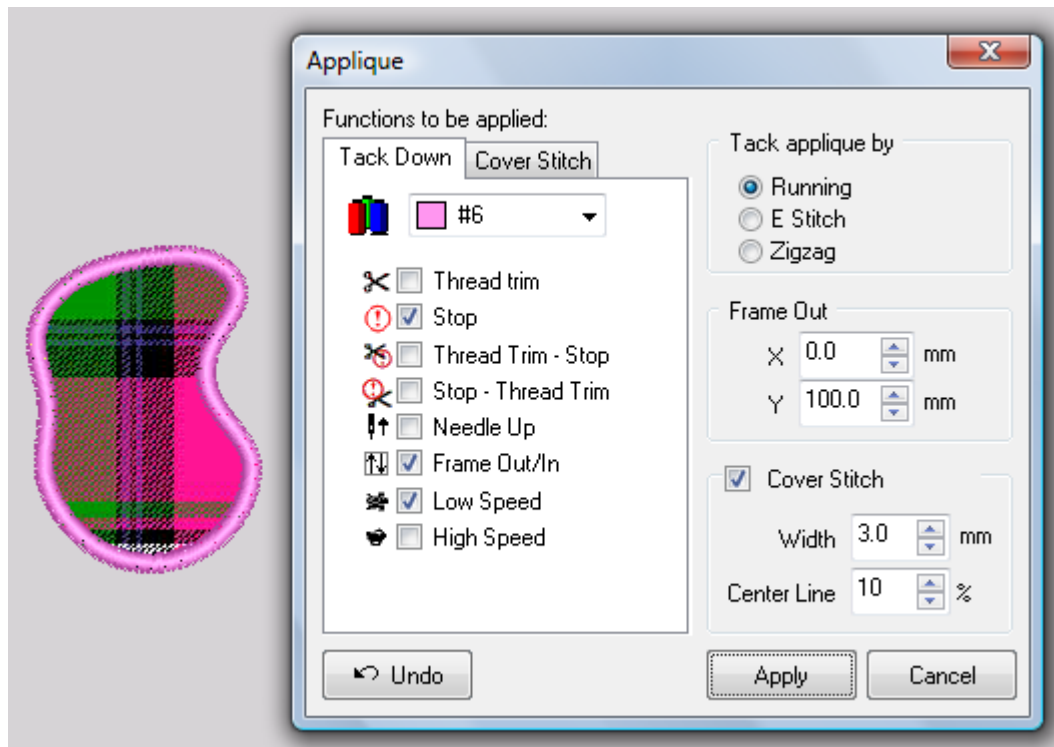 Applique
Functions to be applied:
Tack Down Cover Stitch
#6
Thread trim
Stop
Thread Trim - Stop
Stop - Thread Trim
Needle Up
Frame Out/In
Low Speed
High Speed
Tack applique by
Running
E Stitch
Zigzag
Frame Out
X 0.0 mm
Y 100.0 mm
Cover Stitch
Width 3.0 mm
Center Line 10 %
Undo
Apply Cancel